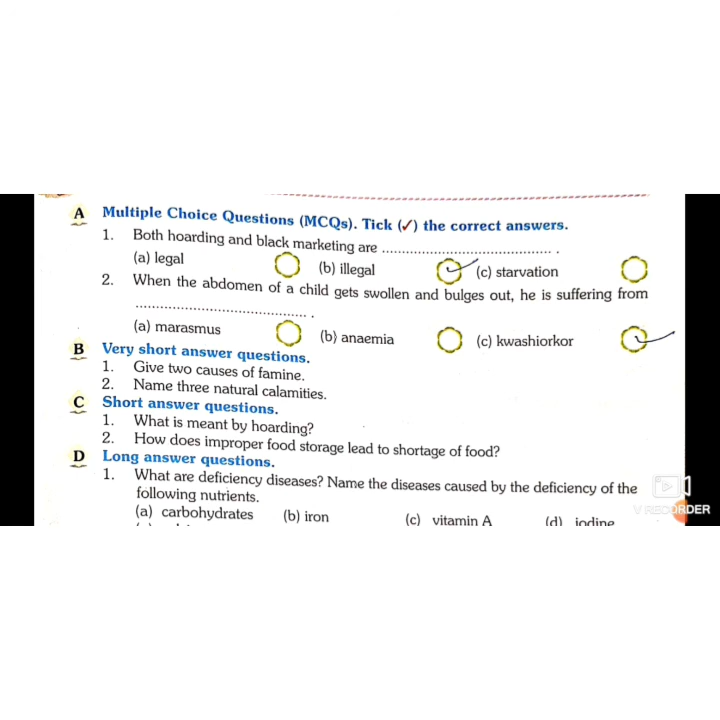 A Multiple Choice Questions (MCQs). Tick (✓) the correct answers.
1. Both hoarding and black marketing are ............................................ .
(a) legal (b) illegal (c) starvation
2. When the abdomen of a child gets swollen and bulges out, he is suffering from
............................................ .
(a) marasmus (b) anaemia (c) kwashiorkor
B Very short answer questions.
1. Give two causes of famine.
2. Name three natural calamities.
C Short answer questions.
1. What is meant by hoarding?
2. How does improper food storage lead to shortage of food?
D Long answer questions.
1. What are deficiency diseases? Name the diseases caused by the deficiency of the
following nutrients.
(a) carbohydrates (b) iron (c) vitamin A (d) iodine
V RECORDER